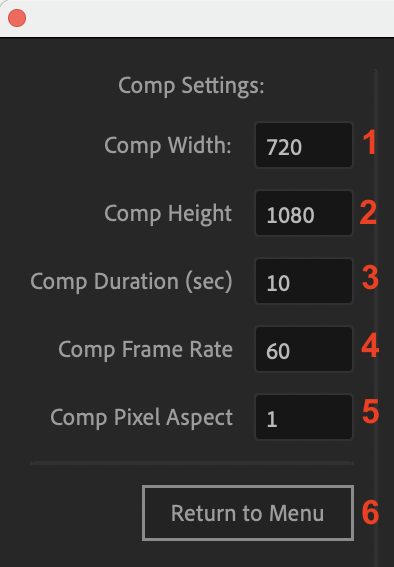 Comp Settings:
Comp Width: 720 1
Comp Height 1080 2
Comp Duration (sec) 10 3
Comp Frame Rate 60 4
Comp Pixel Aspect 1 5
Return to Menu 6